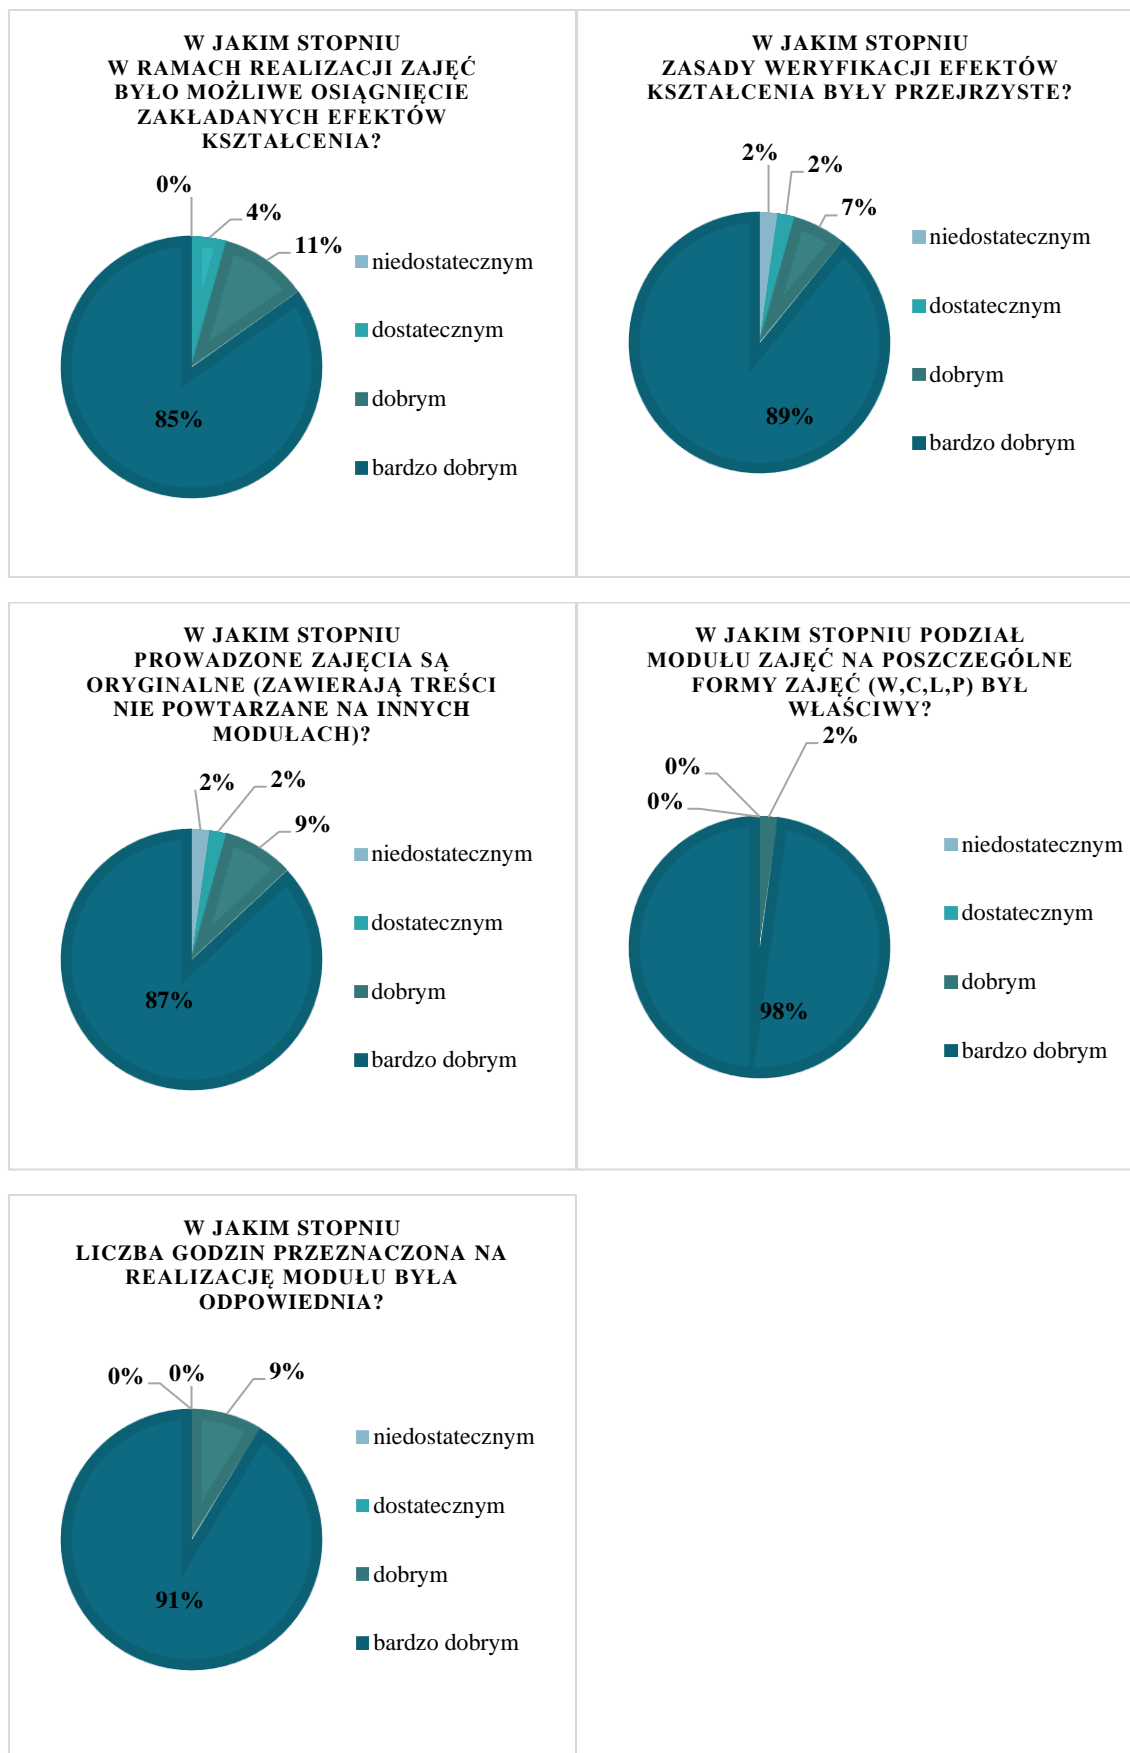 W JAKIM STOPNIU
W RAMACH REALIZACJI ZAJĘĆ
BYŁO MOŻLIWE OSIĄGNIĘCIE
ZAKŁADANYCH EFEKTÓW
KSZTAŁCENIA?
0%
4%
11%
85%
niedostatecznym
dostatecznym
dobrym
bardzo dobrym
W JAKIM STOPNIU
ZASADY WERYFIKACJI EFEKTÓW
KSZTAŁCENIA BYŁY PRZEJRZYSTE?
2%
2%
7%
89%
niedostatecznym
dostatecznym
dobrym
bardzo dobrym
W JAKIM STOPNIU
PROWADZONE ZAJĘCIA SĄ
ORYGINALNE (ZAWIERAJĄ TREŚCI
NIE POWTARZANE NA INNYCH
MODUŁACH)?
2%
2%
9%
87%
niedostatecznym
dostatecznym
dobrym
bardzo dobrym
W JAKIM STOPNIU PODZIAŁ
MODUŁU ZAJĘĆ NA POSZCZEGÓLNE
FORMY ZAJĘĆ (W,C,L,P) BYŁ
WŁAŚCIWY?
0%
0%
2%
98%
niedostatecznym
dostatecznym
dobrym
bardzo dobrym
W JAKIM STOPNIU
LICZBA GODZIN PRZEZNACZONA NA
REALIZACJĘ MODUŁU BYŁA
ODPOWIEDNIA?
0%
0%
9%
91%
niedostatecznym
dostatecznym
dobrym
bardzo dobrym